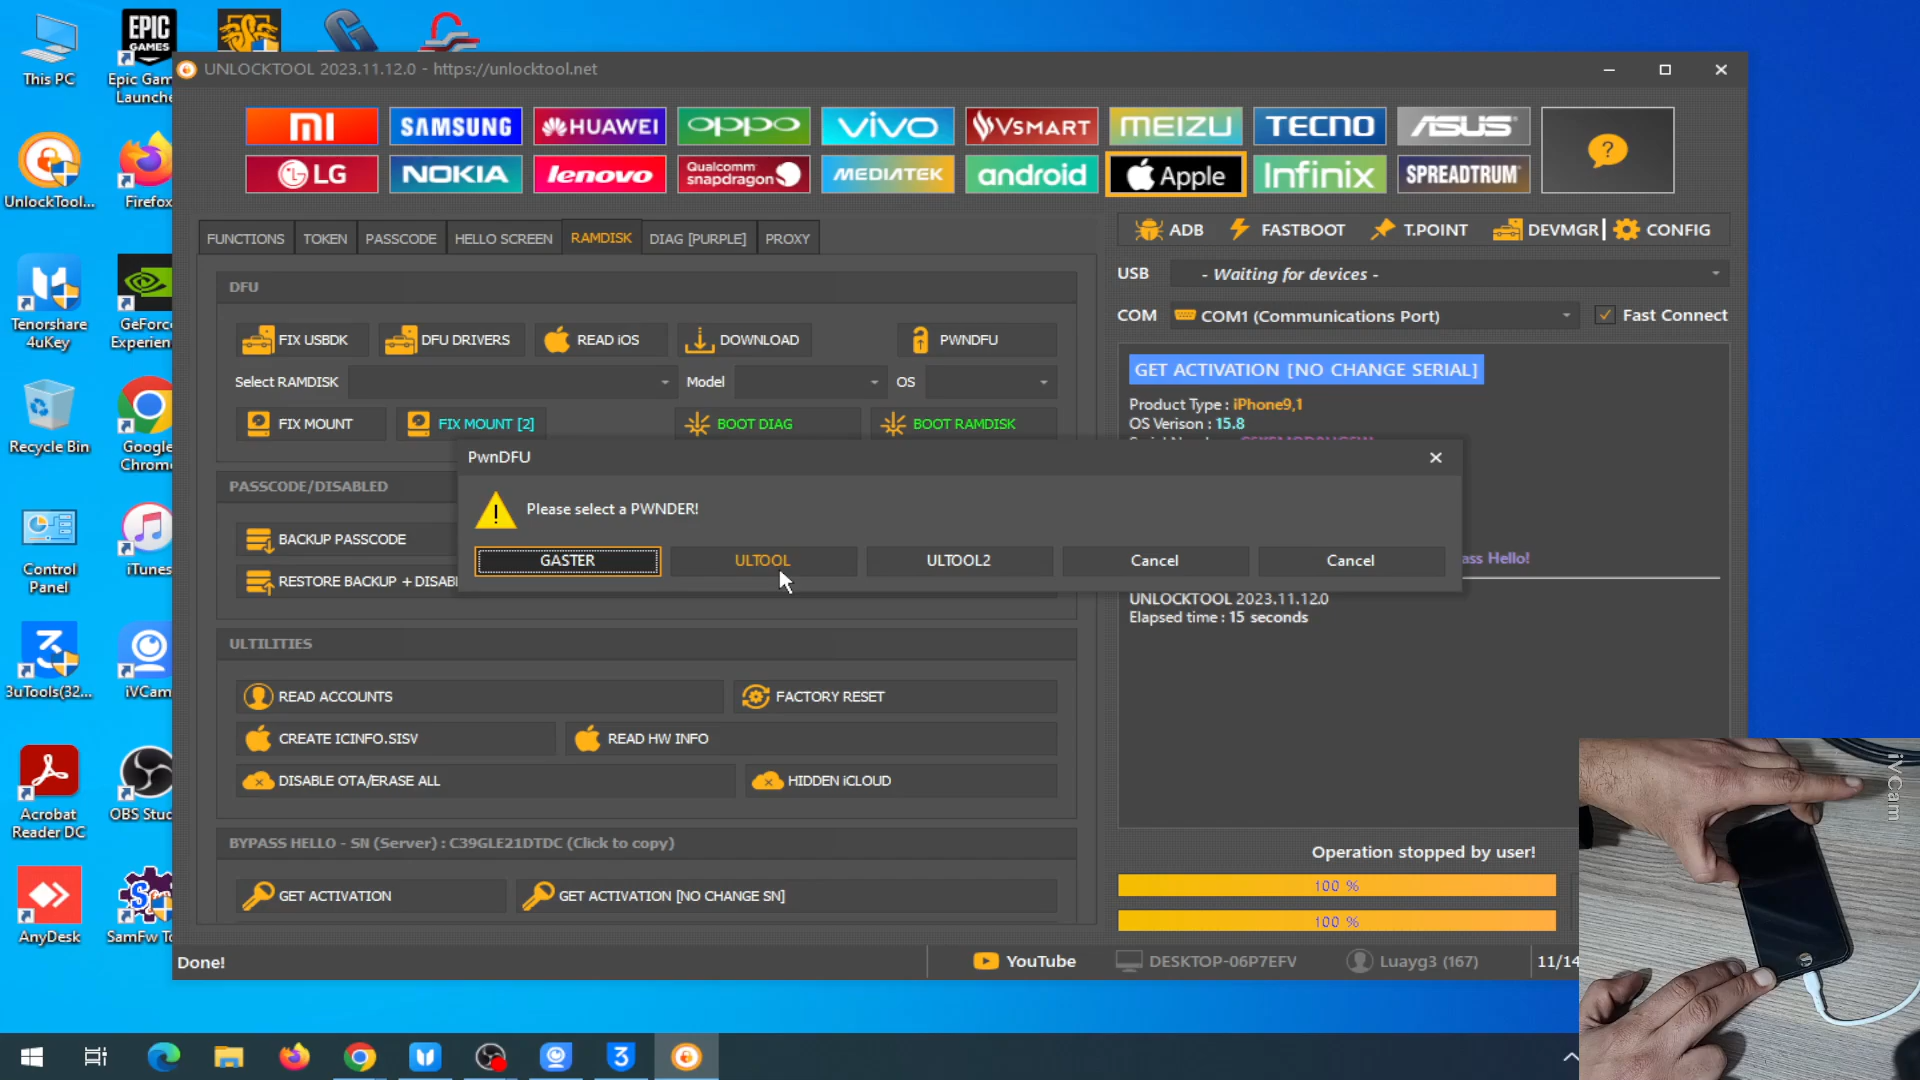 This PC
EPIC GAMES
Epic Gam
Launche
UnlockTool...
Firefox
Tenorshare
4uKey
GeForce
Experien
Recycle Bin
Google
Chrome
Control
Panel
iTunes
3uTools(32...
iVCam
Acrobat
Reader DC
OBS Stud
AnyDesk
SamFw To
UNLOCKTOOL 2023.11.12.0 - https://unlocktool.net
mi SAMSUNG HUAWEI oppo vivo VSMART MEIZU TECNO ASUS ?
LG NOKIA lenovo Qualcomm snapdragon MEDIATEK android Apple Infinix SPREADTRUM
FUNCTIONS TOKEN PASSCODE HELLO SCREEN RAMDISK DIAG [PURPLE] PROXY
ADB FASTBOOT T.POINT DEVMGR CONFIG
DFU
USB - Waiting for devices -
COM COM1 (Communications Port) Fast Connect
FIX USBDK DFU DRIVERS READ iOS DOWNLOAD PWNDFU
Select RAMDISK Model OS
FIX MOUNT FIX MOUNT [2] BOOT DIAG BOOT RAMDISK
GET ACTIVATION [NO CHANGE SERIAL]
Product Type : iPhone9,1
OS Verison : 15.8
PwnDFU
Please select a PWNDER!
GASTER ULTOOL ULTOOL2 Cancel Cancel
ass Hello!
UNLOCKTOOL 2023.11.12.0
Elapsed time : 15 seconds
PASSCODE/DISABLED
BACKUP PASSCODE
RESTORE BACKUP + DISABL
ULTILITIES
READ ACCOUNTS FACTORY RESET
CREATE ICINFO.SISV READ HW INFO
DISABLE OTA/ERASE ALL HIDDEN iCLOUD
BYPASS HELLO - SN (Server) : C39GLE21DTDC (Click to copy)
GET ACTIVATION GET ACTIVATION [NO CHANGE SN]
Operation stopped by user!
100 %
100 %
Done! YouTube DESKTOP-06P7EFV Luayg3 (167) 11/14
iVCam